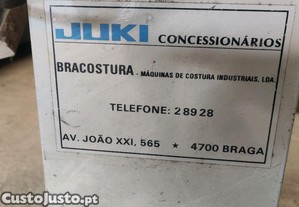 JUKI CONCESSIONÁRIOS
BRACOSTURA - MÁQUINAS DE COSTURA INDUSTRIAIS, LDA.
TELEFONE: 28928
AV. JOÃO XXI, 565 * 4700 BRAGA
CustoJusto.pt